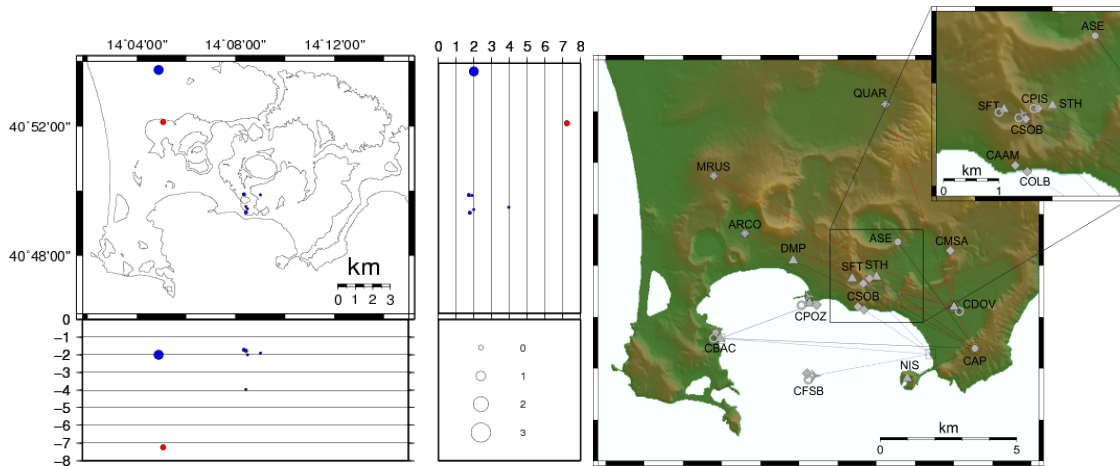 14°04'00" 14°08'00" 14°12'00"
40°52'00"
40°48'00"
km
0 1 2 3
0 1 2 3 4 5 6 7 8
0
−1
−2
−3
−4
−5
−6
−7
−8
0
1
2
3
QUAR
MRUS
ARCO
DMP
ASE
CMSA
SFT STH
CSOB
CDOV
CPOZ
CBAC
CAP
NIS
CFSB
km
0 5
ASE
CPIS
SFT STH
CSOB
CAAM
COLB
km
0 1